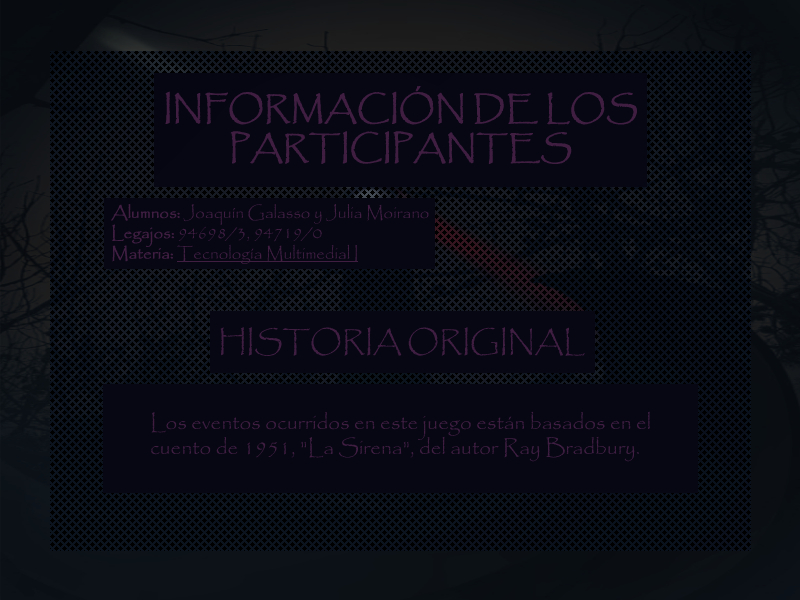 INFORMACIÓN DE LOS
PARTICIPANTES
Alumnos: Joaquín Galasso y Julia Moirano
Legajos: 94698/3, 94719/0
Materia: Tecnología Multimedial I
HISTORIA ORIGINAL
Los eventos ocurridos en este juego están basados en el
cuento de 1951, "La Sirena", del autor Ray Bradbury.